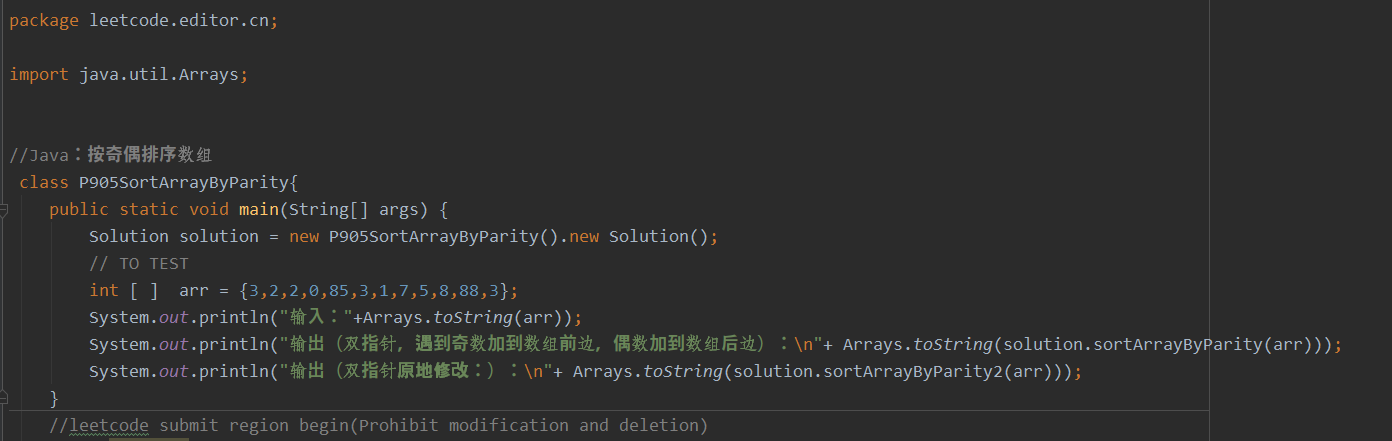 package leetcode.editor.cn;
import java.util.Arrays;
//Java：按奇偶排序数组
class P905SortArrayByParity{
public static void main(String[] args) {
Solution solution = new P905SortArrayByParity().new Solution();
// TO TEST
int [ ]  arr = {3,2,2,0,85,3,1,7,5,8,88,3};
System.out.println("输入："+Arrays.toString(arr));
System.out.println("输出（双指针，遇到奇数加到数组前边，偶数加到数组后边）：\n"+ Arrays.toString(solution.sortArrayByParity(arr)));
System.out.println("输出（双指针原地修改：）：\n"+ Arrays.toString(solution.sortArrayByParity2(arr)));
}
//leetcode submit region begin(Prohibit modification and deletion)